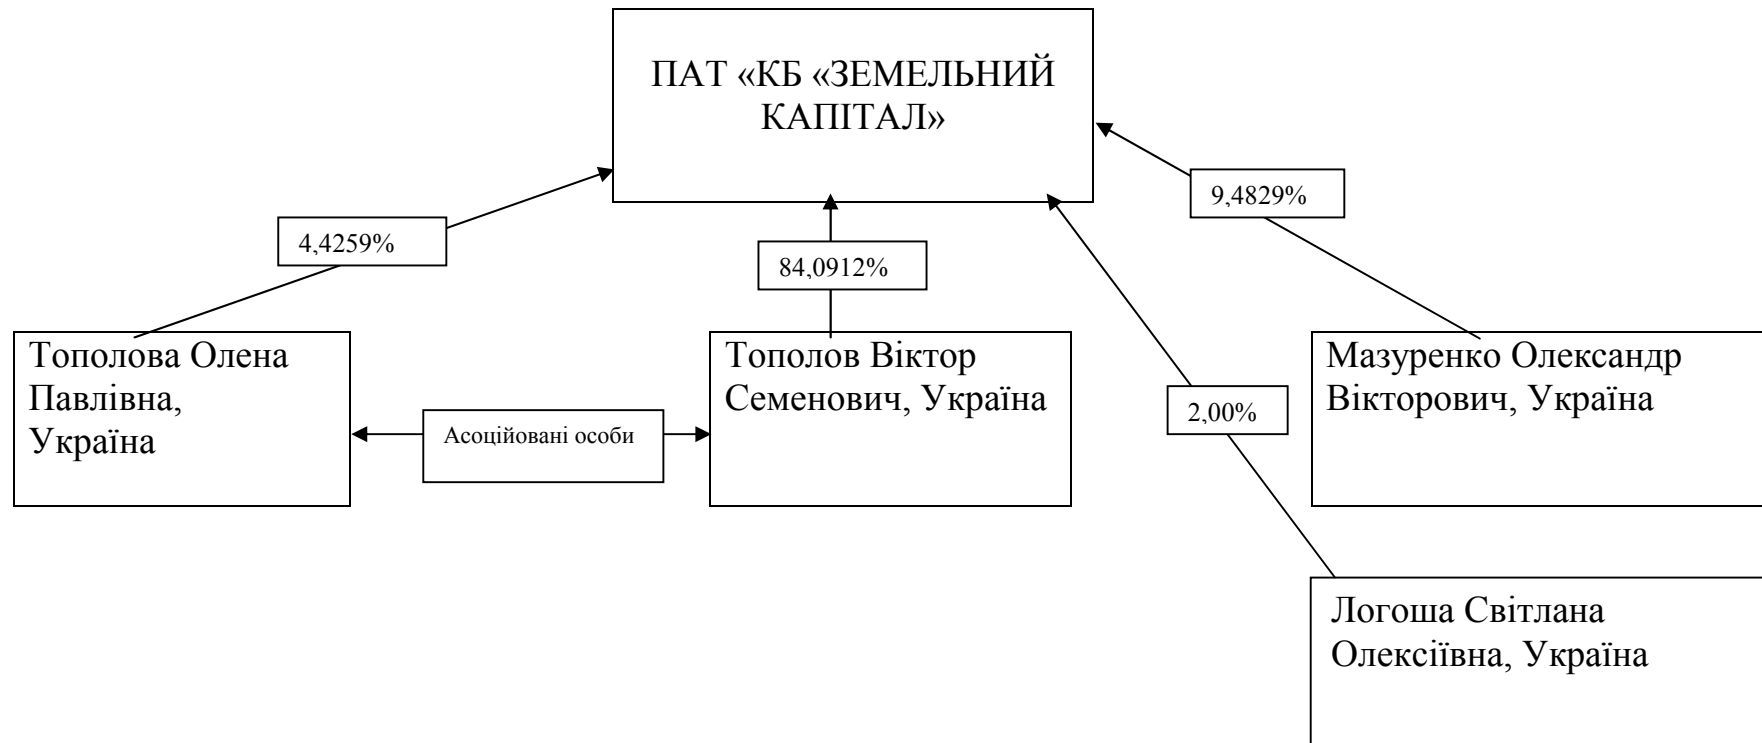 ПАТ «КБ «ЗЕМЕЛЬНИЙ
КАПІТАЛ»
9,4829%
4,4259%
84,0912%
Тополова Олена
Павлівна,
Україна
Тополов Віктор
Семенович, Україна
Мазуренко Олександр
Вікторович, Україна
2,00%
Асоційовані особи
Логоша Світлана
Олексіївна, Україна